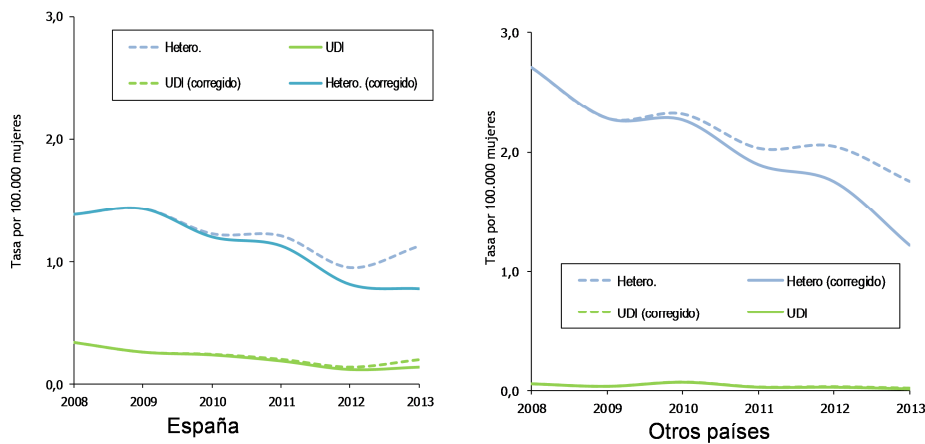 3,0
2,0
1,0
0,0
Tasa por 100.000 mujeres
Hetero.
UDI
UDI (corregido)
Hetero. (corregido)
2008 2009 2010 2011 2012 2013
España
3,0
2,0
1,0
0,0
Tasa por 100.000 mujeres
Hetero.
Hetero (corregido)
UDI (corregido)
UDI
2008 2009 2010 2011 2012 2013
Otros países